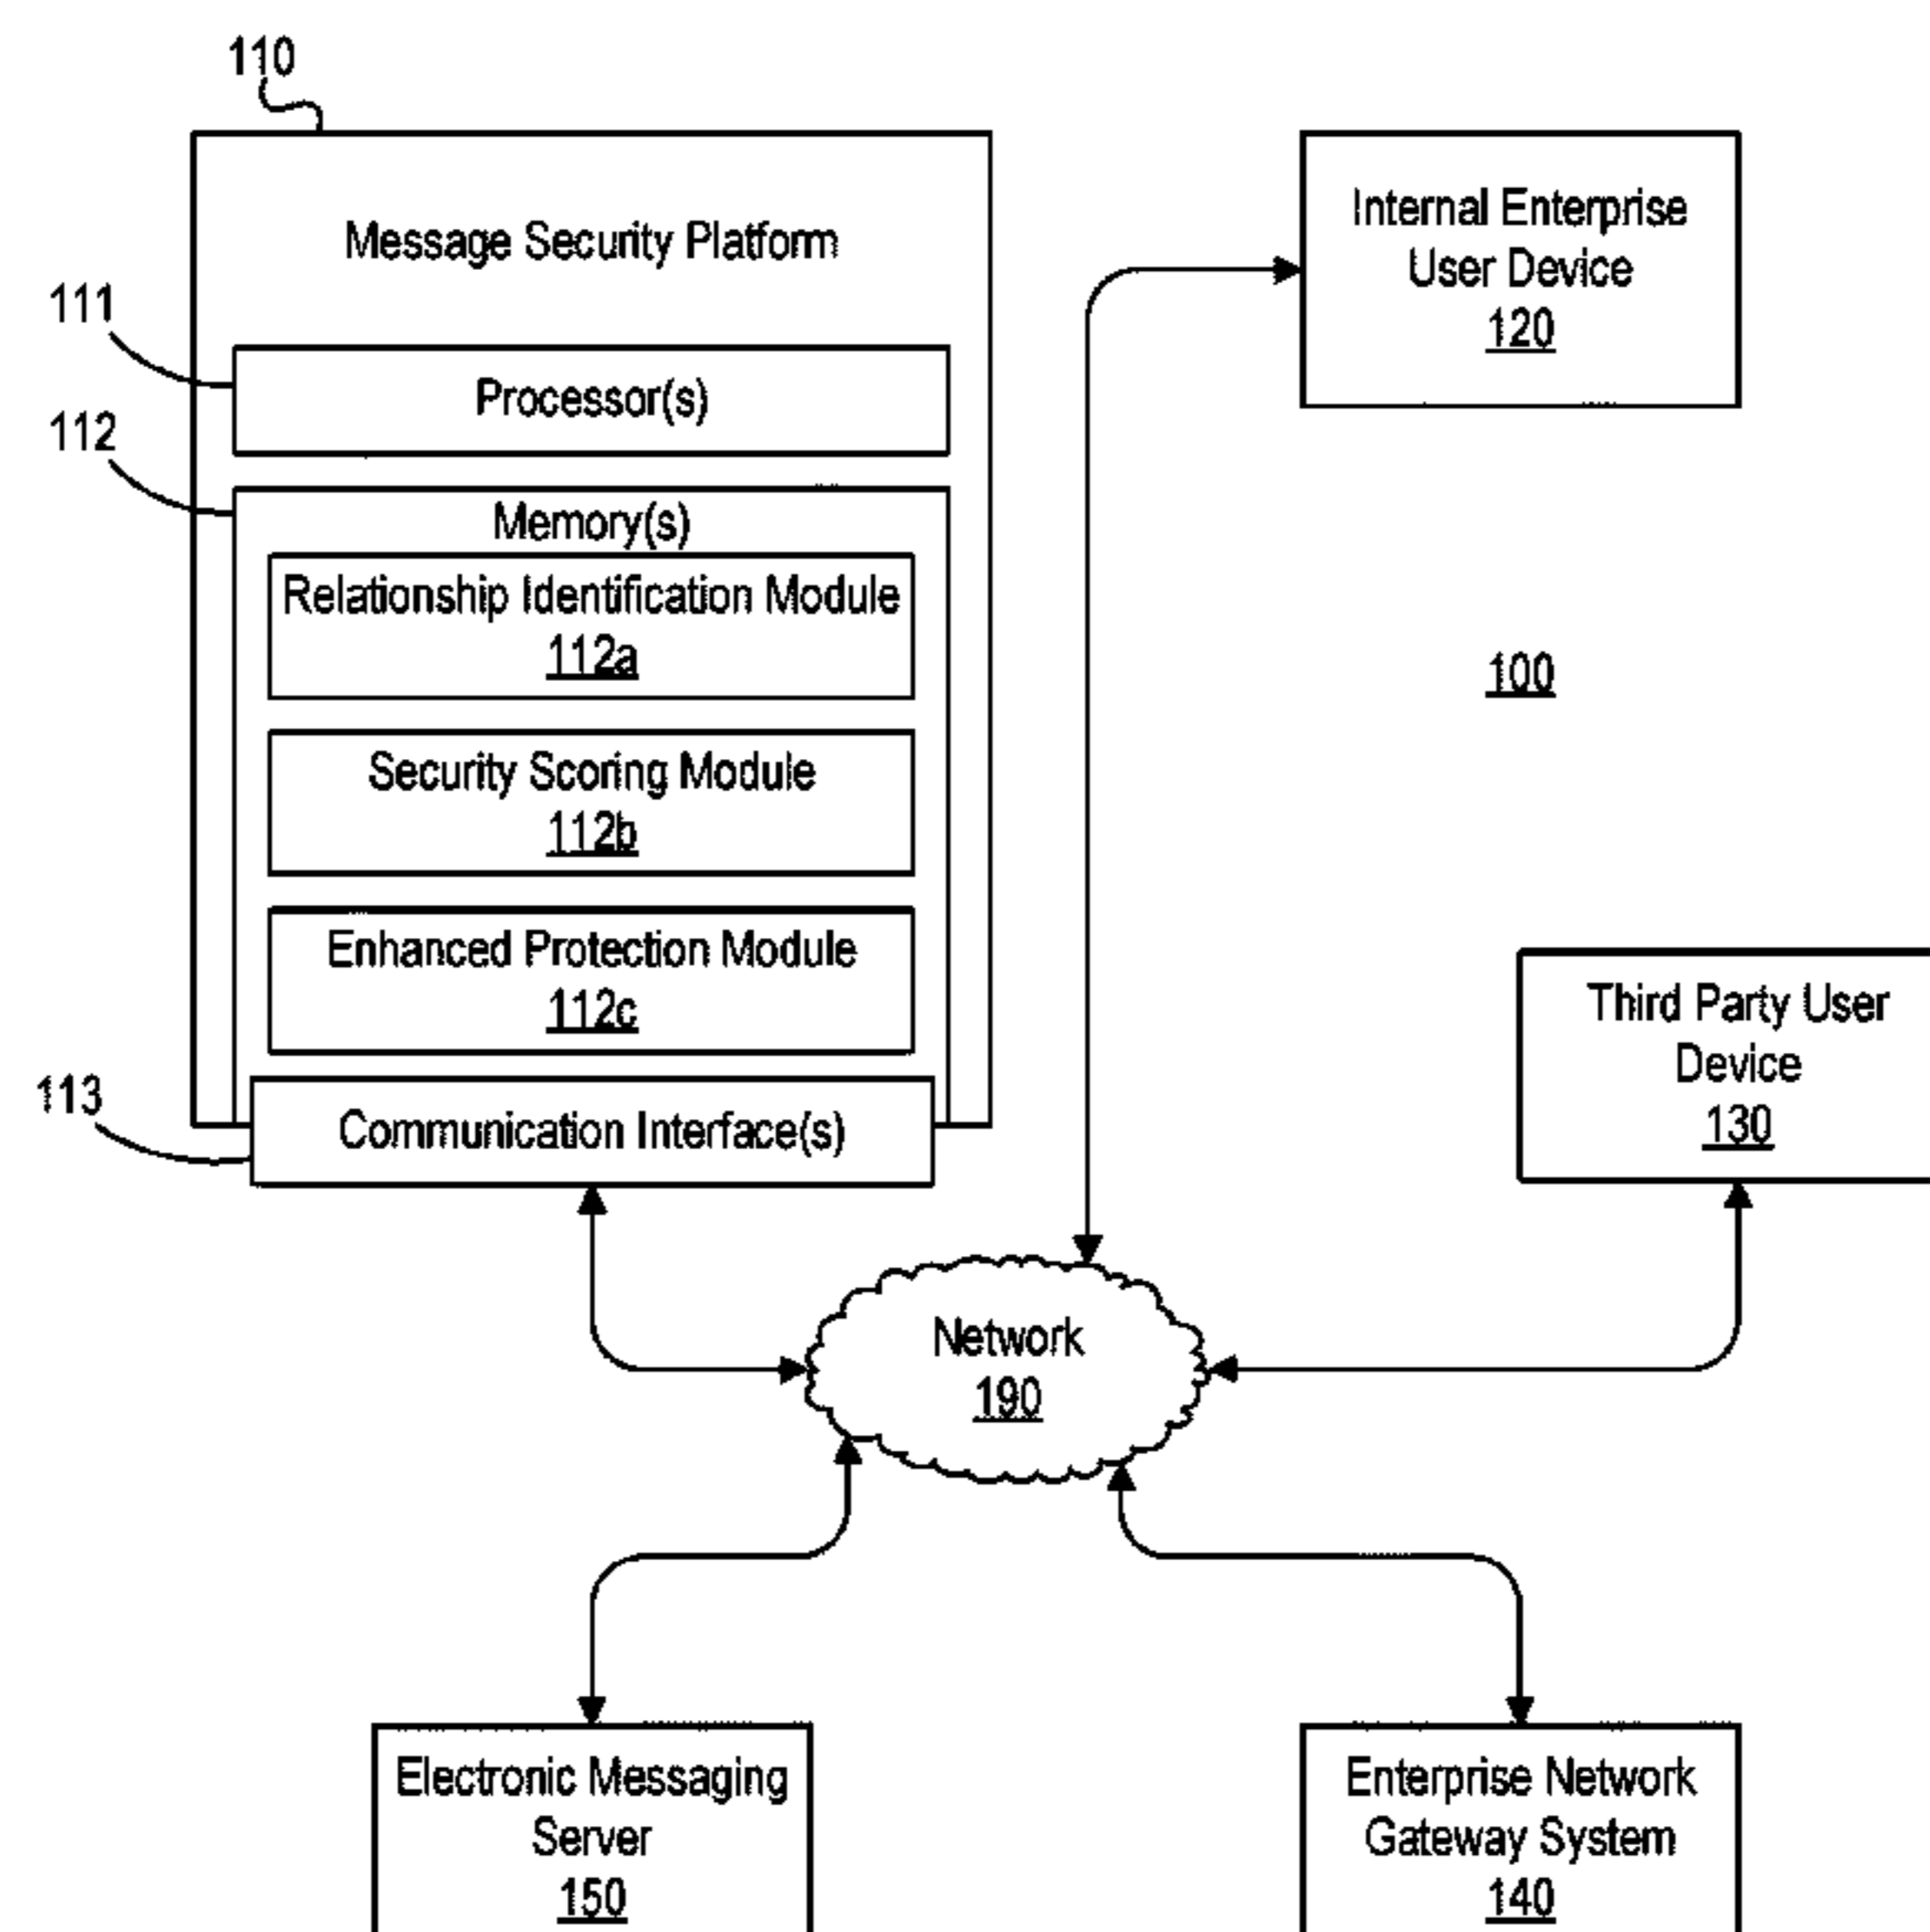 110
Message Security Platform
111
Processor(s)
112
Memory(s)
Relationship Identification Module
112a
Security Scoring Module
112b
Enhanced Protection Module
112c
113
Communication Interface(s)
Internal Enterprise
User Device
120
100
Third Party User
Device
130
Network
190
Electronic Messaging
Server
150
Enterprise Network
Gateway System
140